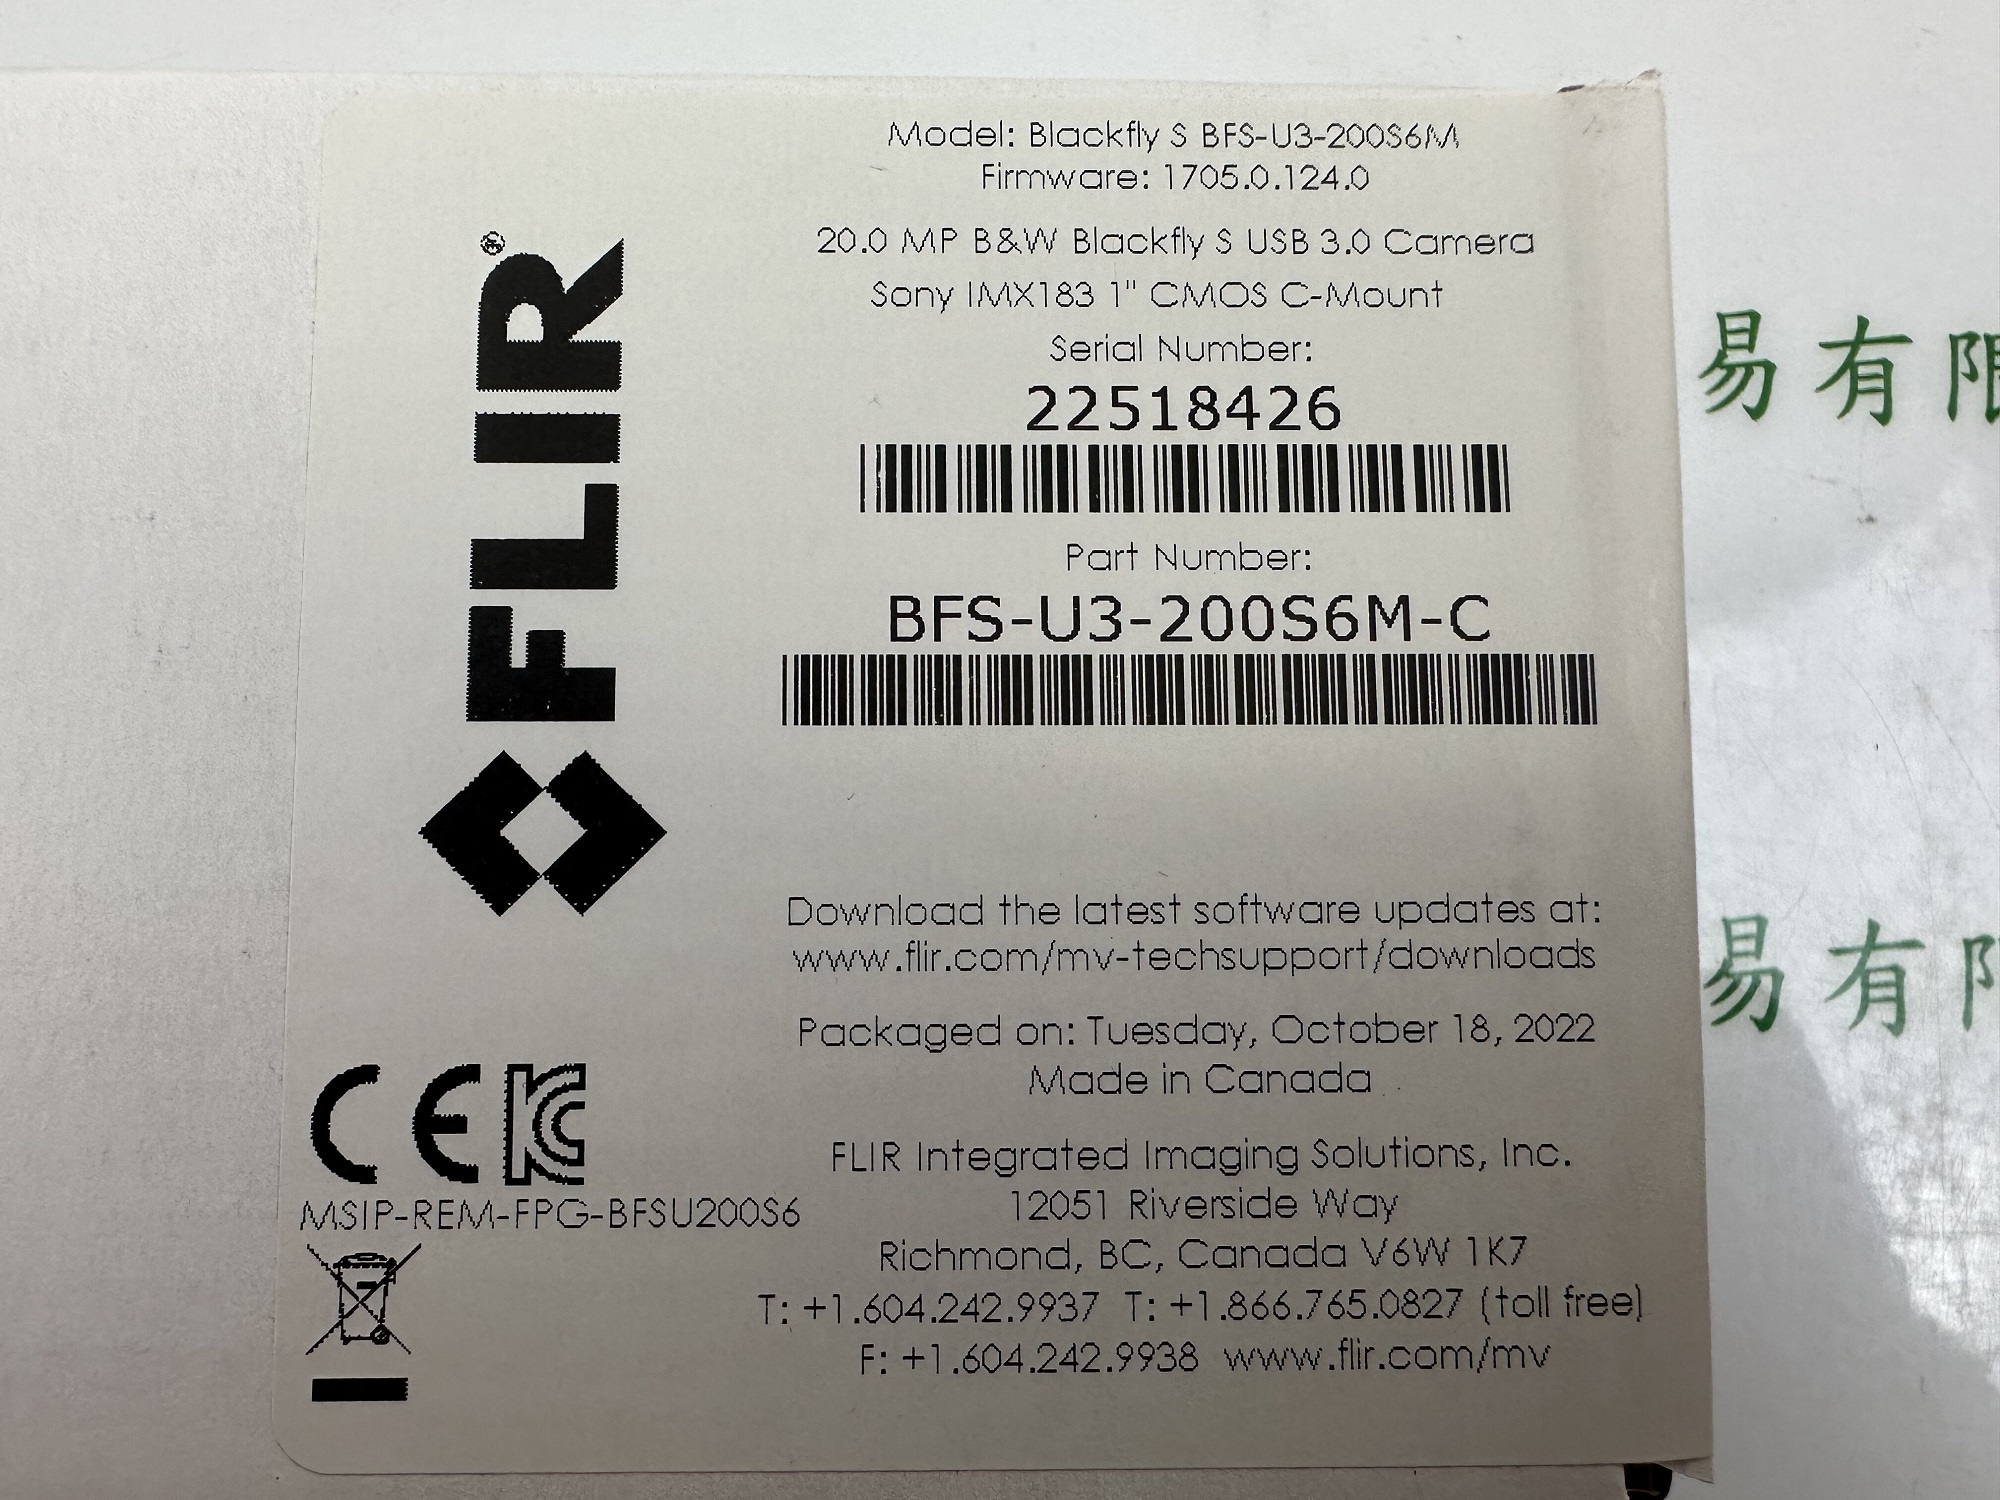 Model: Blackfly S BFS-U3-200S6M
Firmware: 1705.0.124.0
20.0 MP B&W Blackfly S USB 3.0 Camera
Sony IMX183 1" CMOS C-Mount
Serial Number:
22518426
Part Number:
BFS-U3-200S6M-C
FLIR®
Download the latest software updates at:
www.flir.com/mv-techsupport/downloads
Packaged on: Tuesday, October 18, 2022
Made in Canada
CE KC
MSIP-REM-FPG-BFSU200S6
FLIR Integrated Imaging Solutions, Inc.
12051 Riverside Way
Richmond, BC, Canada V6W 1K7
T: +1.604.242.9937 T: +1.866.765.0827 (toll free)
F: +1.604.242.9938 www.flir.com/mv
易有限
易有